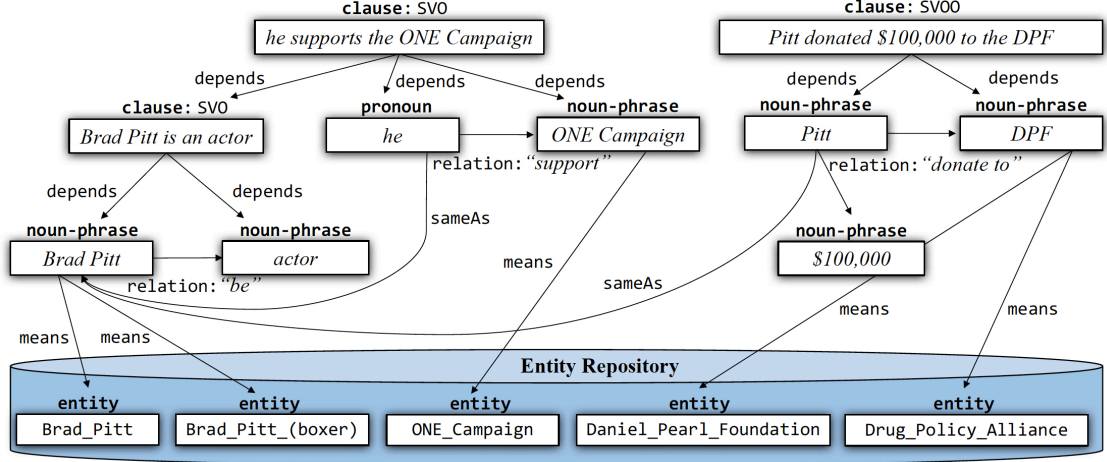 clause: SVO
he supports the ONE Campaign
clause: SVOO
Pitt donated $100,000 to the DPF
depends
depends
depends
depends
depends
clause: SVO
Brad Pitt is an actor
pronoun
he
noun-phrase
ONE Campaign
noun-phrase
Pitt
noun-phrase
DPF
relation:“support”
relation:“donate to”
depends
depends
sameAs
noun-phrase
Brad Pitt
noun-phrase
actor
noun-phrase
$100,000
relation:“be”
means
sameAs
means
means
means
means
Entity Repository
entity
Brad_Pitt
entity
Brad_Pitt_(boxer)
entity
ONE_Campaign
entity
Daniel_Pearl_Foundation
entity
Drug_Policy_Alliance